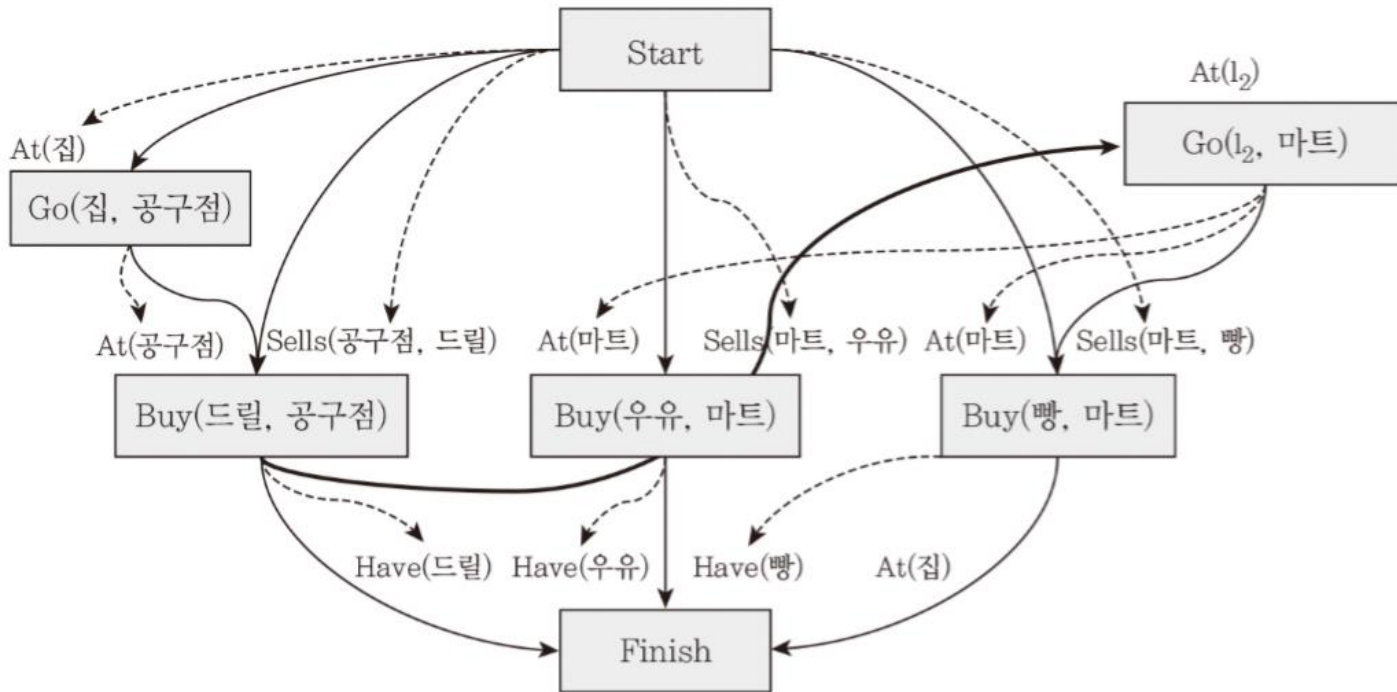 Start
At(l₂)
Go(l₂, 마트)
At(집)
Go(집, 공구점)
At(공구점)
Sells(공구점, 드릴)
At(마트)
Sells(마트, 우유)
At(마트)
Sells(마트, 빵)
Buy(드릴, 공구점)
Buy(우유, 마트)
Buy(빵, 마트)
Have(드릴)
Have(우유)
Have(빵)
At(집)
Finish